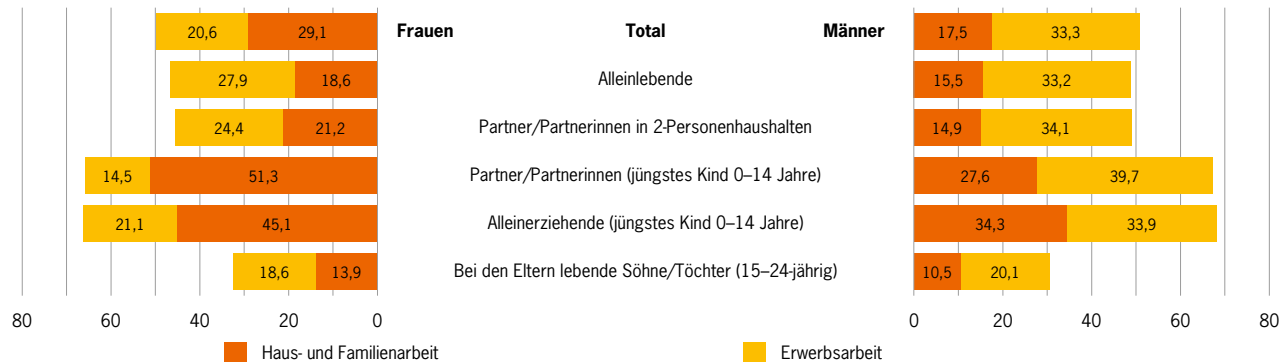 20,6 29,1 Frauen Total Männer 17,5 33,3
27,9 18,6 Alleinlebende 15,5 33,2
24,4 21,2 Partner/Partnerinnen in 2-Personenhaushalten 14,9 34,1
14,5 51,3 Partner/Partnerinnen (jüngstes Kind 0–14 Jahre) 27,6 39,7
21,1 45,1 Alleinerziehende (jüngstes Kind 0–14 Jahre) 34,3 33,9
18,6 13,9 Bei den Eltern lebende Söhne/Töchter (15–24-jährig) 10,5 20,1
80 60 40 20 0 0 20 40 60 80
Haus- und Familienarbeit Erwerbsarbeit